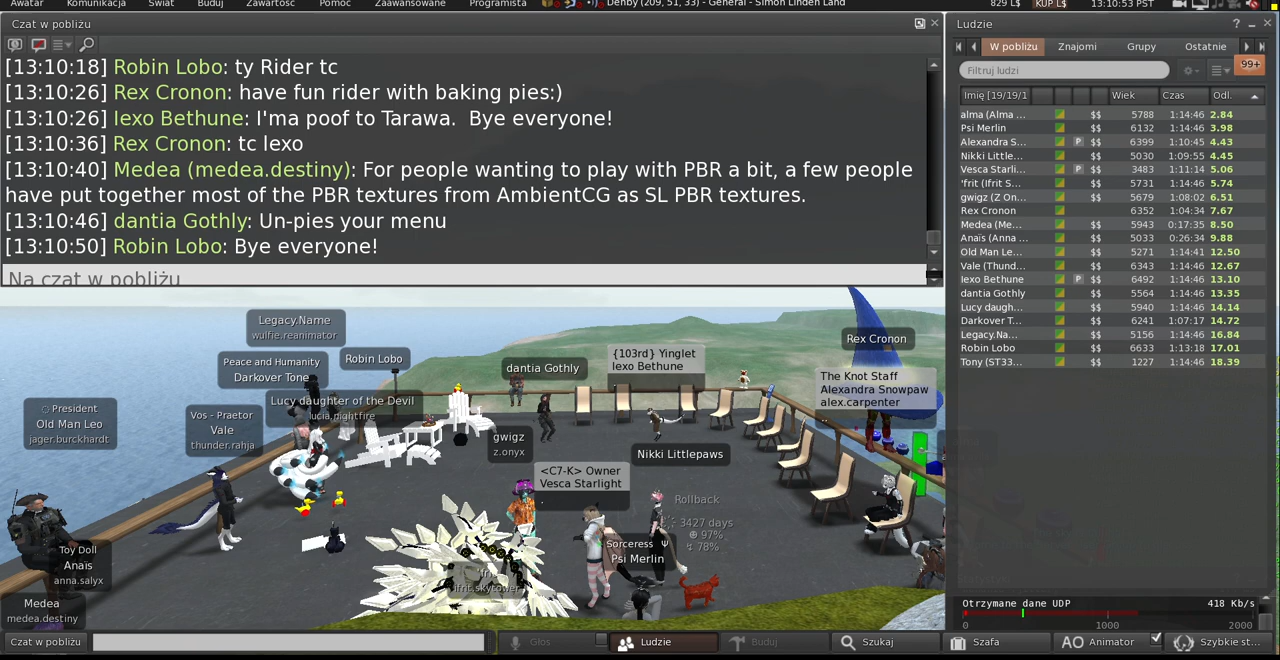 Awatar Komunikacja Świat Buduj Zawartość Pomoc Zaawansowane Programista Denby (209, 51, 33) - General - Simon Linden Land 829 L$ KUP L$ 13:10:53 PST
Czat w pobliżu
[13:10:18] Robin Lobo: ty Rider tc
[13:10:26] Rex Cronon: have fun rider with baking pies:)
[13:10:26] Iexo Bethune: I'ma poof to Tarawa.  Bye everyone!
[13:10:36] Rex Cronon: tc Iexo
[13:10:40] Medea (medea.destiny): For people wanting to play with PBR a bit, a few people
have put together most of the PBR textures from AmbientCG as SL PBR textures.
[13:10:46] dantia Gothly: Un-pies your menu
[13:10:50] Robin Lobo: Bye everyone!
Na czat w pobliżu
Ludzie
? _ ×
W pobliżu Znajomi Grupy Ostatnie
99+
Filtruj ludzi
Imię [19/19/1 Wiek Czas Odl.
alma (Alma ... $$ 5788 1:14:46 2.84
Psi Merlin $$ 6132 1:14:46 3.98
Alexandra S... P $$ 6399 1:10:45 4.43
Nikki Little... $$ 5030 1:09:55 4.45
Vesca Starli... P $$ 3483 1:11:14 5.06
'frit (Ifrit S... $$ 5731 1:14:46 5.74
gwigz (Z On... $$ 5679 1:08:02 6.51
Rex Cronon 6352 1:04:34 7.67
Medea (Me... $$ 5943 0:17:35 8.50
Anaïs (Anna ... $$ 5033 0:26:34 9.88
Old Man Le... $$ 5271 1:14:41 12.50
Vale (Thund... $$ 6343 1:14:46 12.67
Iexo Bethune P $$ 6492 1:14:46 13.10
dantia Gothly $$ 5564 1:14:46 13.35
Lucy daugh... $$ 5940 1:14:46 14.14
Darkover T... $$ 6241 1:07:17 14.72
Legacy.Na... $$ 5156 1:14:46 16.84
Robin Lobo $$ 6633 1:13:18 17.01
Tony (ST33... $$ 1227 1:14:46 18.39
Legacy.Name
wulfie.reanimator
Peace and Humanity
Darkover Tone
Robin Lobo
dantia Gothly
{103rd} Yinglet
Iexo Bethune
Rex Cronon
The Knot Staff
Alexandra Snowpaw
alex.carpenter
President
Old Man Leo
jager.burckhardt
Vos - Praetor
Vale
thunder.rahja
Lucy daughter of the Devil
lucia.nightfire
gwigz
z.onyx
Nikki Littlepaws
<C7-K> Owner
Vesca Starlight
Rollback
3427 days
97%
78%
Sorceress Ψ
Psi Merlin
'frit
ifrit.skytower
Toy Doll
Anaïs
anna.salyx
Medea
medea.destiny
Otrzymane dane UDP 418 Kb/s
0 1000 2000
Czat w pobliżu Głos Ludzie Buduj Szukaj Szafa AO Animator Szybkie st...